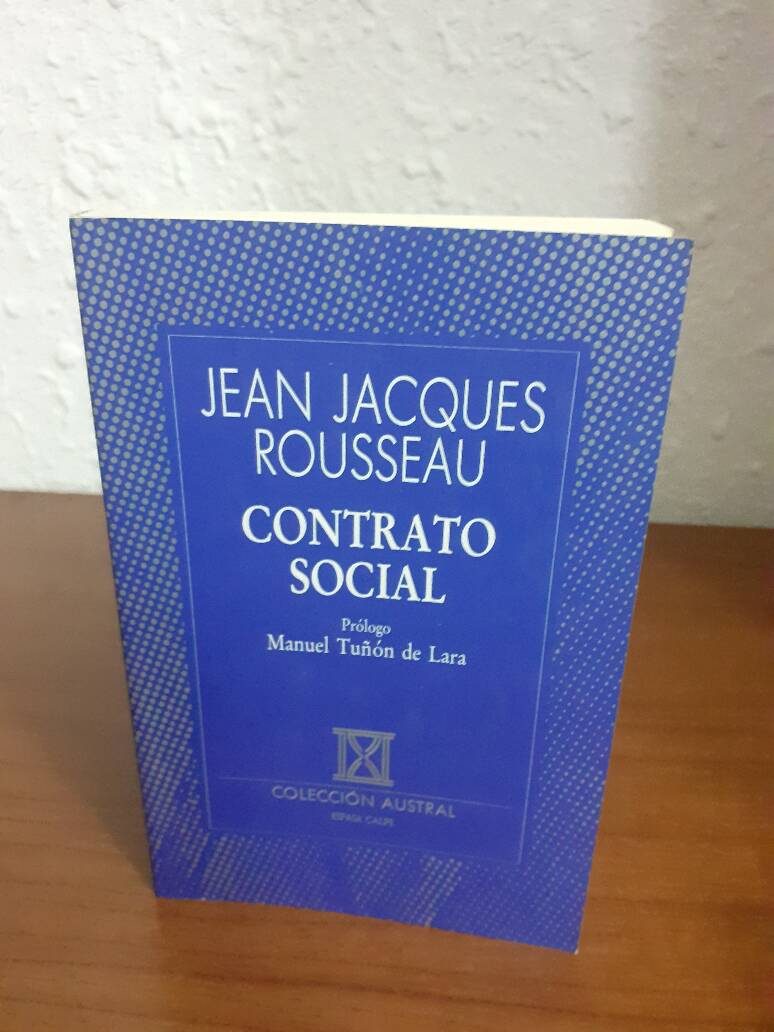 JEAN JACQUES
ROUSSEAU
CONTRATO
SOCIAL
Prólogo
Manuel Tuñón de Lara
COLECCIÓN AUSTRAL
ESPASA CALPE